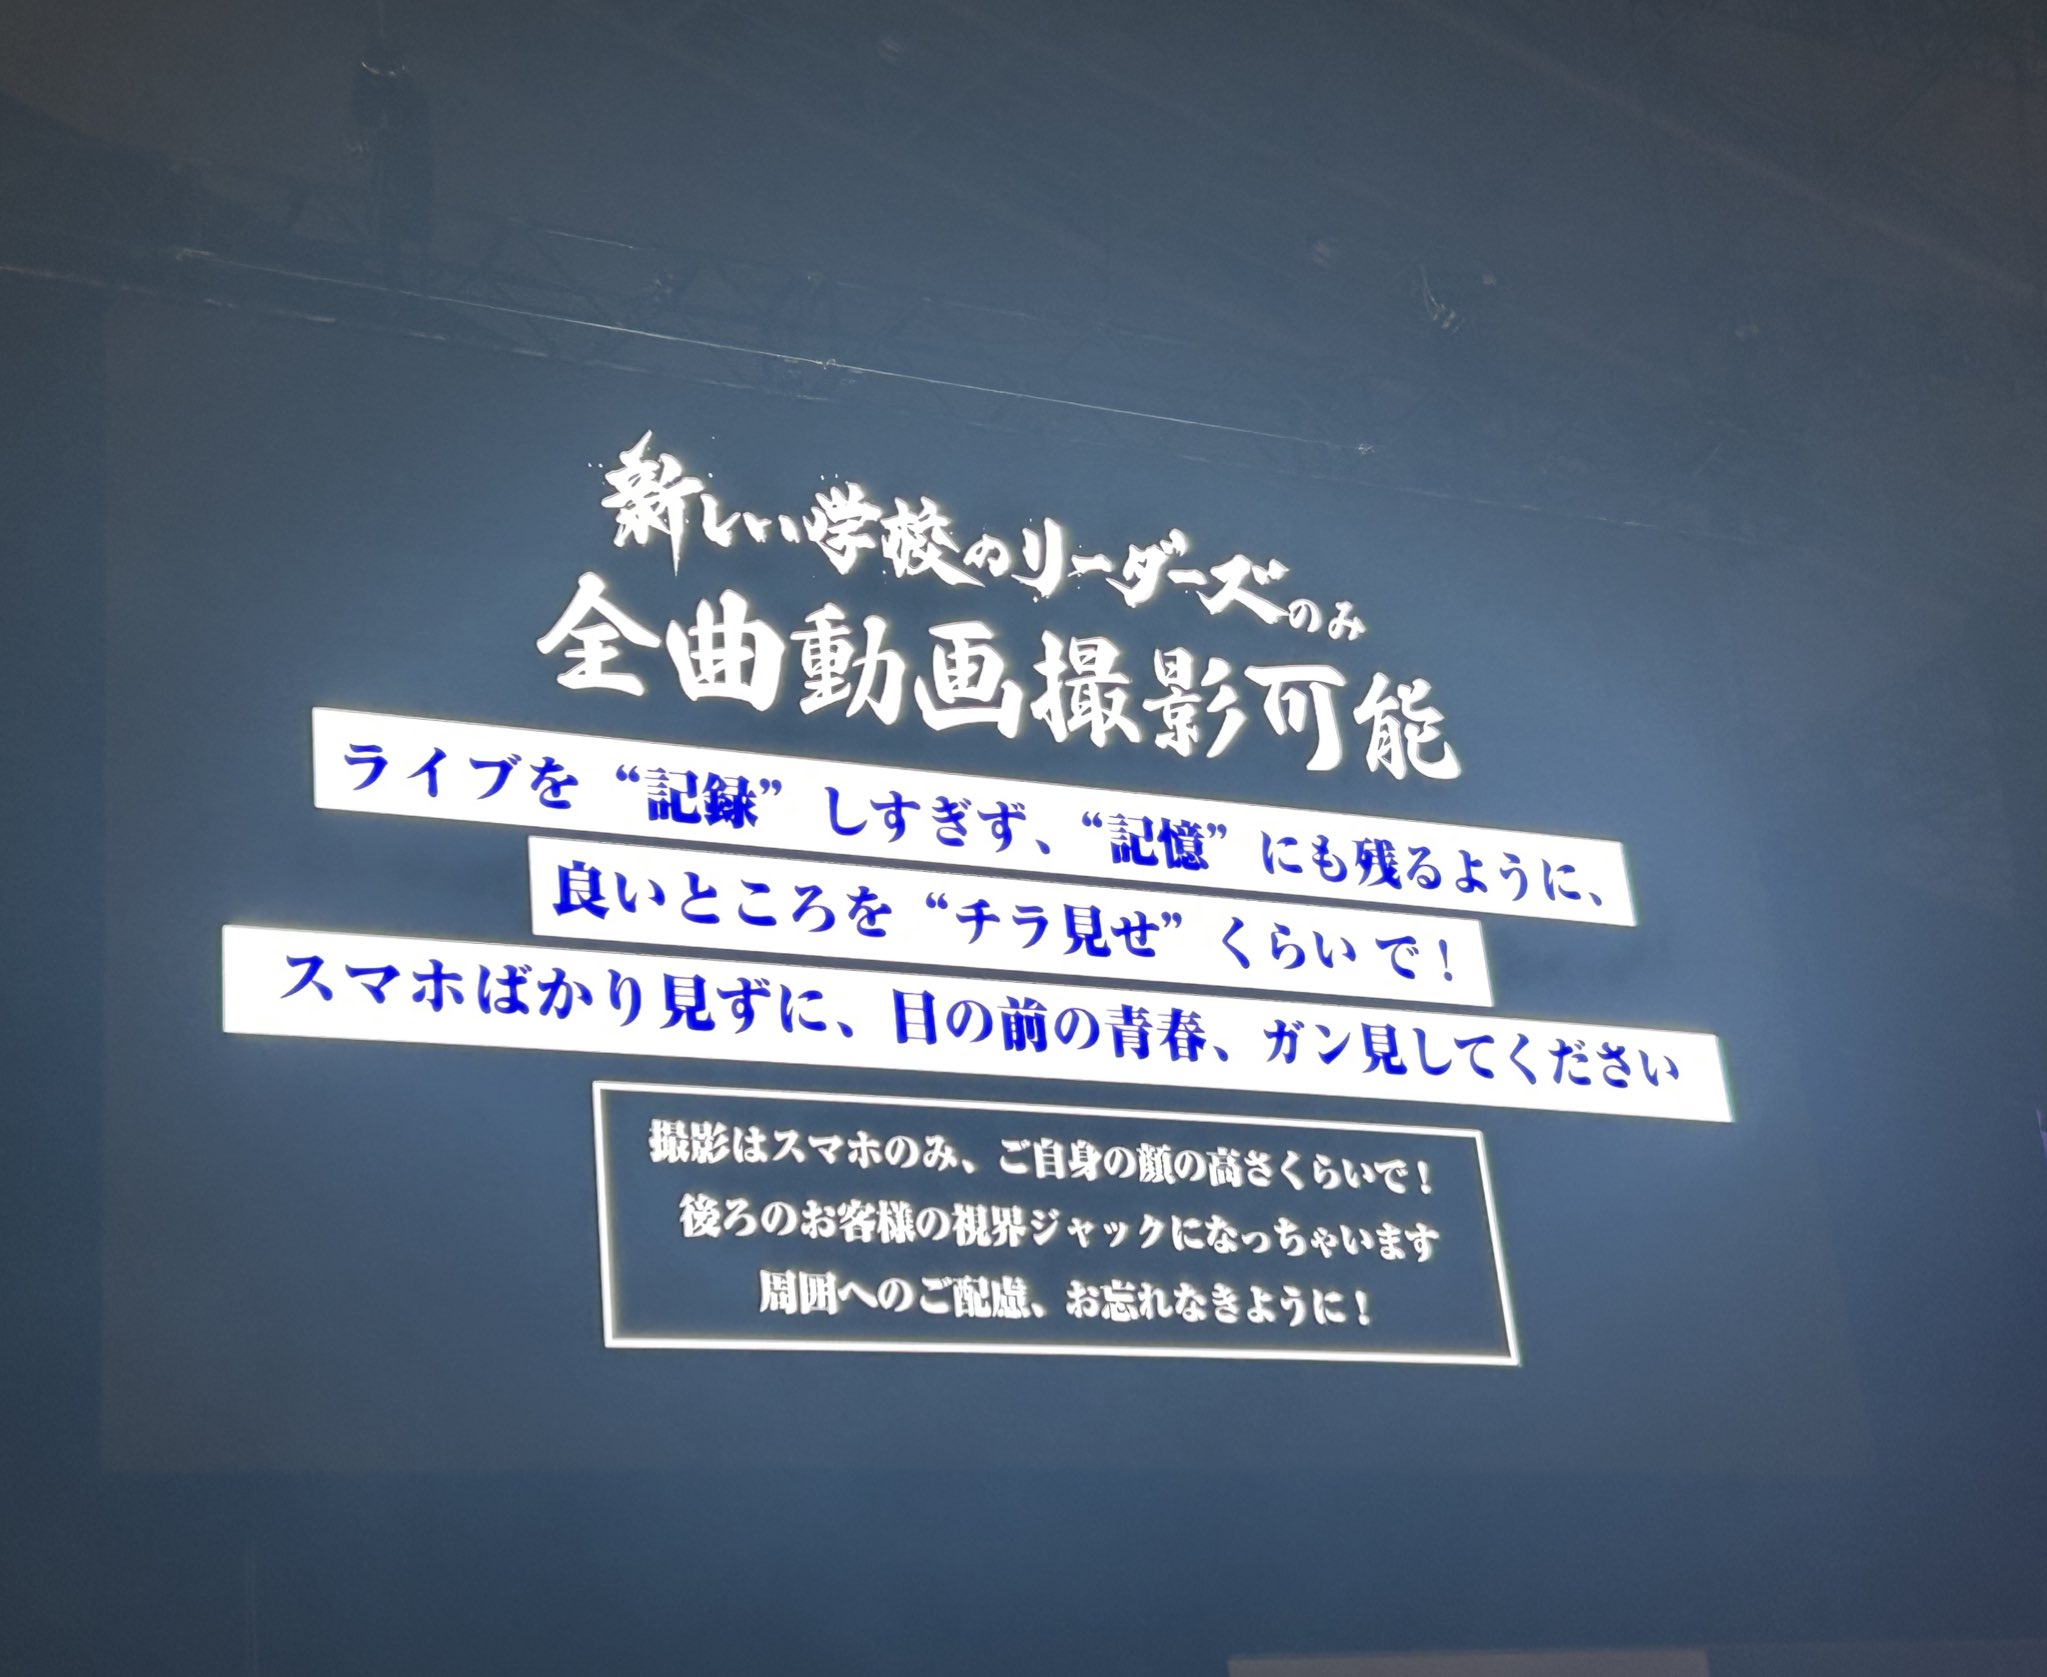 新しい学校のリーダーズのみ
全曲動画撮影可能
ライブを“記録”しすぎず、“記憶”にも残るように、
良いところを“チラ見せ”くらいで！
スマホばかり見ずに、目の前の青春、ガン見してください
撮影はスマホのみ、ご自身の顔の高さくらいで！
後ろのお客様の視界ジャックになっちゃいます
周囲へのご配慮、お忘れなきように！